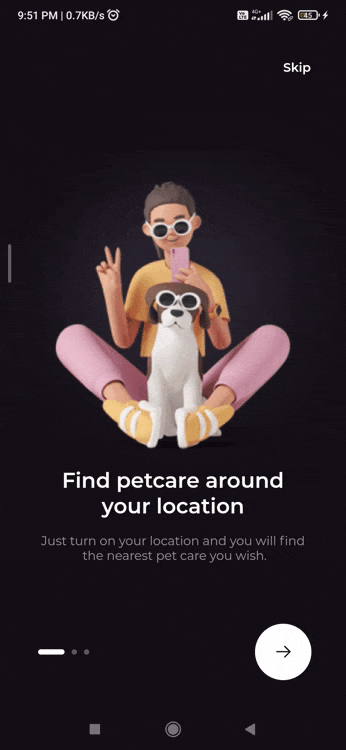 9:51 PM | 0.7KB/s
4G+
45
Skip
Find petcare around
your location
Just turn on your location and you will find
the nearest pet care you wish.